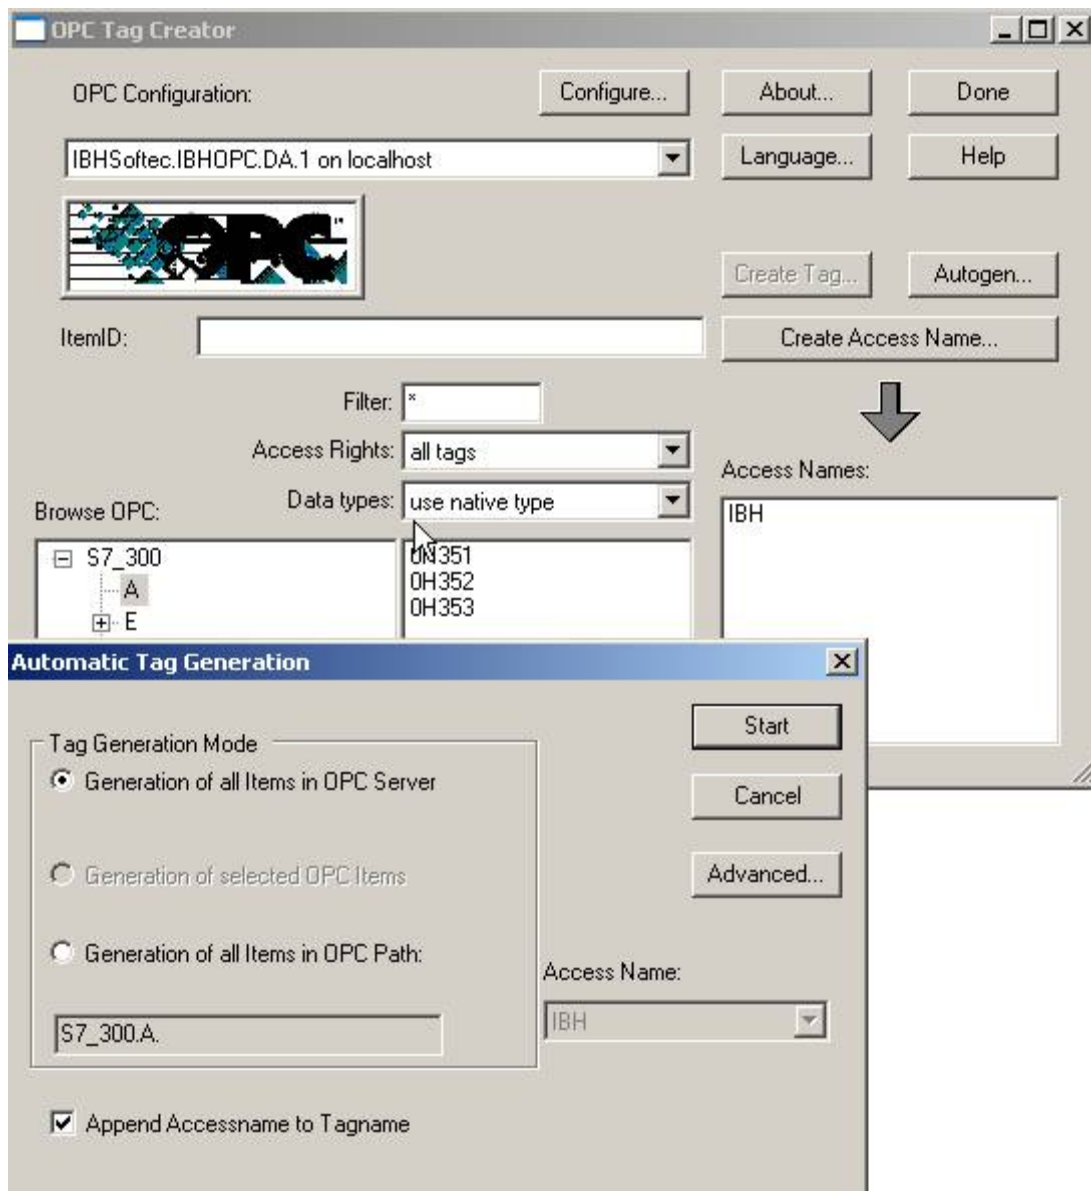 OPC Tag Creator
OPC Configuration:
Configure...
About...
Done
IBHSoftec.IBHOPC.DA.1 on localhost
Language...
Help
OPC
Create Tag...
Autogen...
ItemID:
Create Access Name...
Filter: *
Access Rights: all tags
Access Names:
Data types: use native type
Browse OPC:
IBH
S7_300
A
E
0H352
0H353
Automatic Tag Generation
Start
Tag Generation Mode
Generation of all Items in OPC Server
Cancel
Generation of selected OPC Items
Advanced...
Generation of all Items in OPC Path:
Access Name:
S7_300.A.
IBH
Append Accessname to Tagname